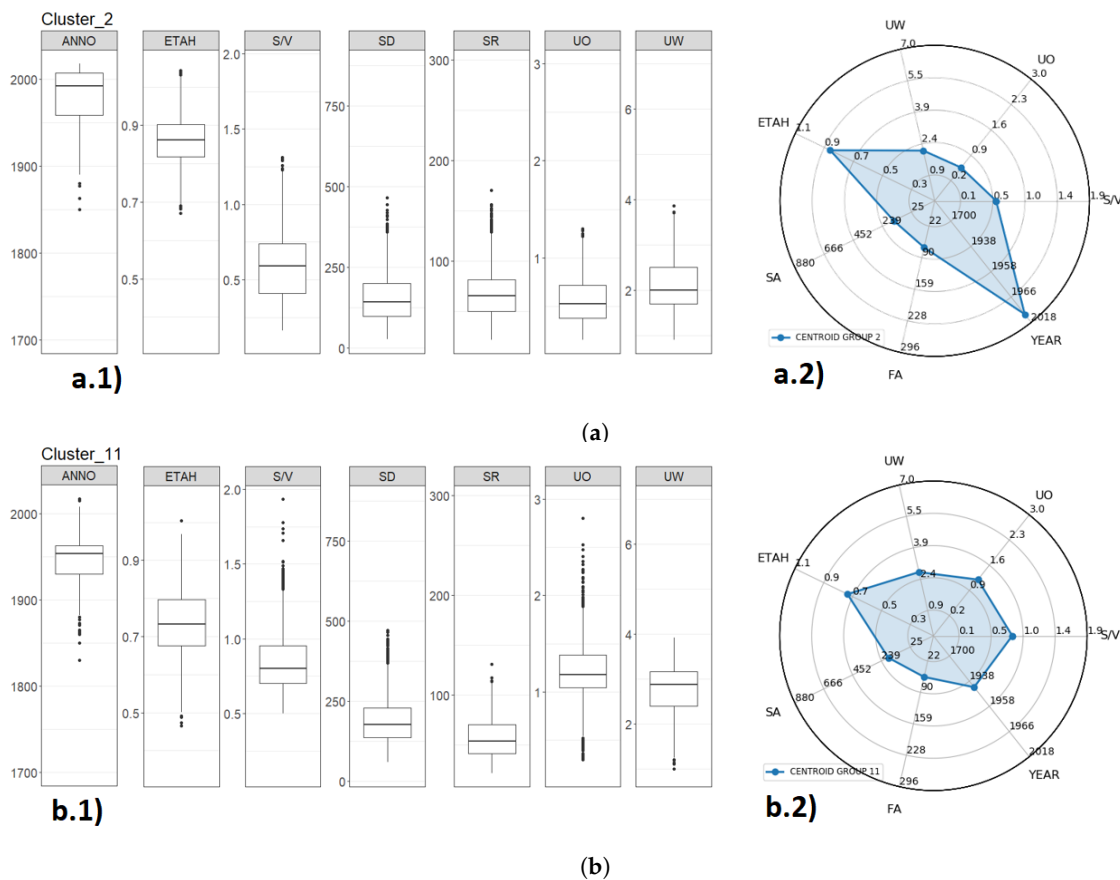 Cluster_2
ANNO ETAH S/V SD SR UO UW
2000 1900 1800 1700
0.9 0.7 0.5
2.0 1.5 1.0 0.5
750 500 250 0
300 200 100
3 2 1
6 4 2
a.1)
UW
7.0 5.5 3.9 2.4 0.9
UO
3.0 2.3 1.6 0.9 0.2
ETAH
1.1 0.9 0.7 0.5 0.3
S/V
0.1 0.5 1.0 1.4 1.9
SA
25 239 452 666 880
FA
22 90 159 228 296
YEAR
1700 1938 1958 1966 2018
CENTROID GROUP 2
a.2)
(a)
Cluster_11
ANNO ETAH S/V SD SR UO UW
2000 1900 1800 1700
0.9 0.7 0.5
2.0 1.5 1.0 0.5
750 500 250 0
300 200 100
3 2 1
6 4 2
b.1)
UW
7.0 5.5 3.9 2.4 0.9
UO
3.0 2.3 1.6 0.9 0.2
ETAH
1.1 0.9 0.7 0.5 0.3
S/V
0.1 0.5 1.0 1.4 1.9
SA
25 239 452 666 880
FA
22 90 159 228 296
YEAR
1700 1938 1958 1966 2018
CENTROID GROUP 11
b.2)
(b)